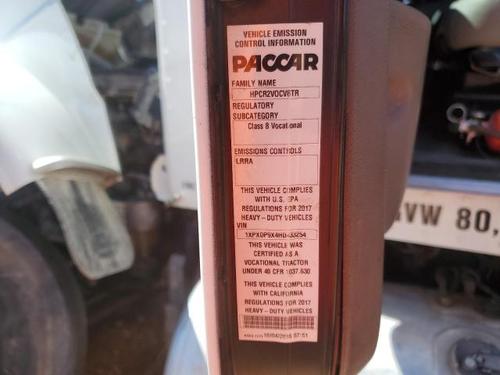 VEHICLE EMISSION
CONTROL INFORMATION
PACCAR
FAMILY NAME
HPCR2VOCV8TR
REGULATORY
SUBCATEGORY
Class 8 Vocational
EMISSIONS CONTROLS
LRRA
THIS VEHICLE COMPLIES
WITH U.S. EPA
REGULATIONS FOR 2017
HEAVY-DUTY VEHICLES
VIN
THIS VEHICLE WAS
CERTIFIED AS A
VOCATIONAL TRACTOR
UNDER 40 CFR 1037.630
THIS VEHICLE COMPLIES
WITH CALIFORNIA
REGULATIONS FOR 2017
HEAVY-DUTY VEHICLES
GVW 80,